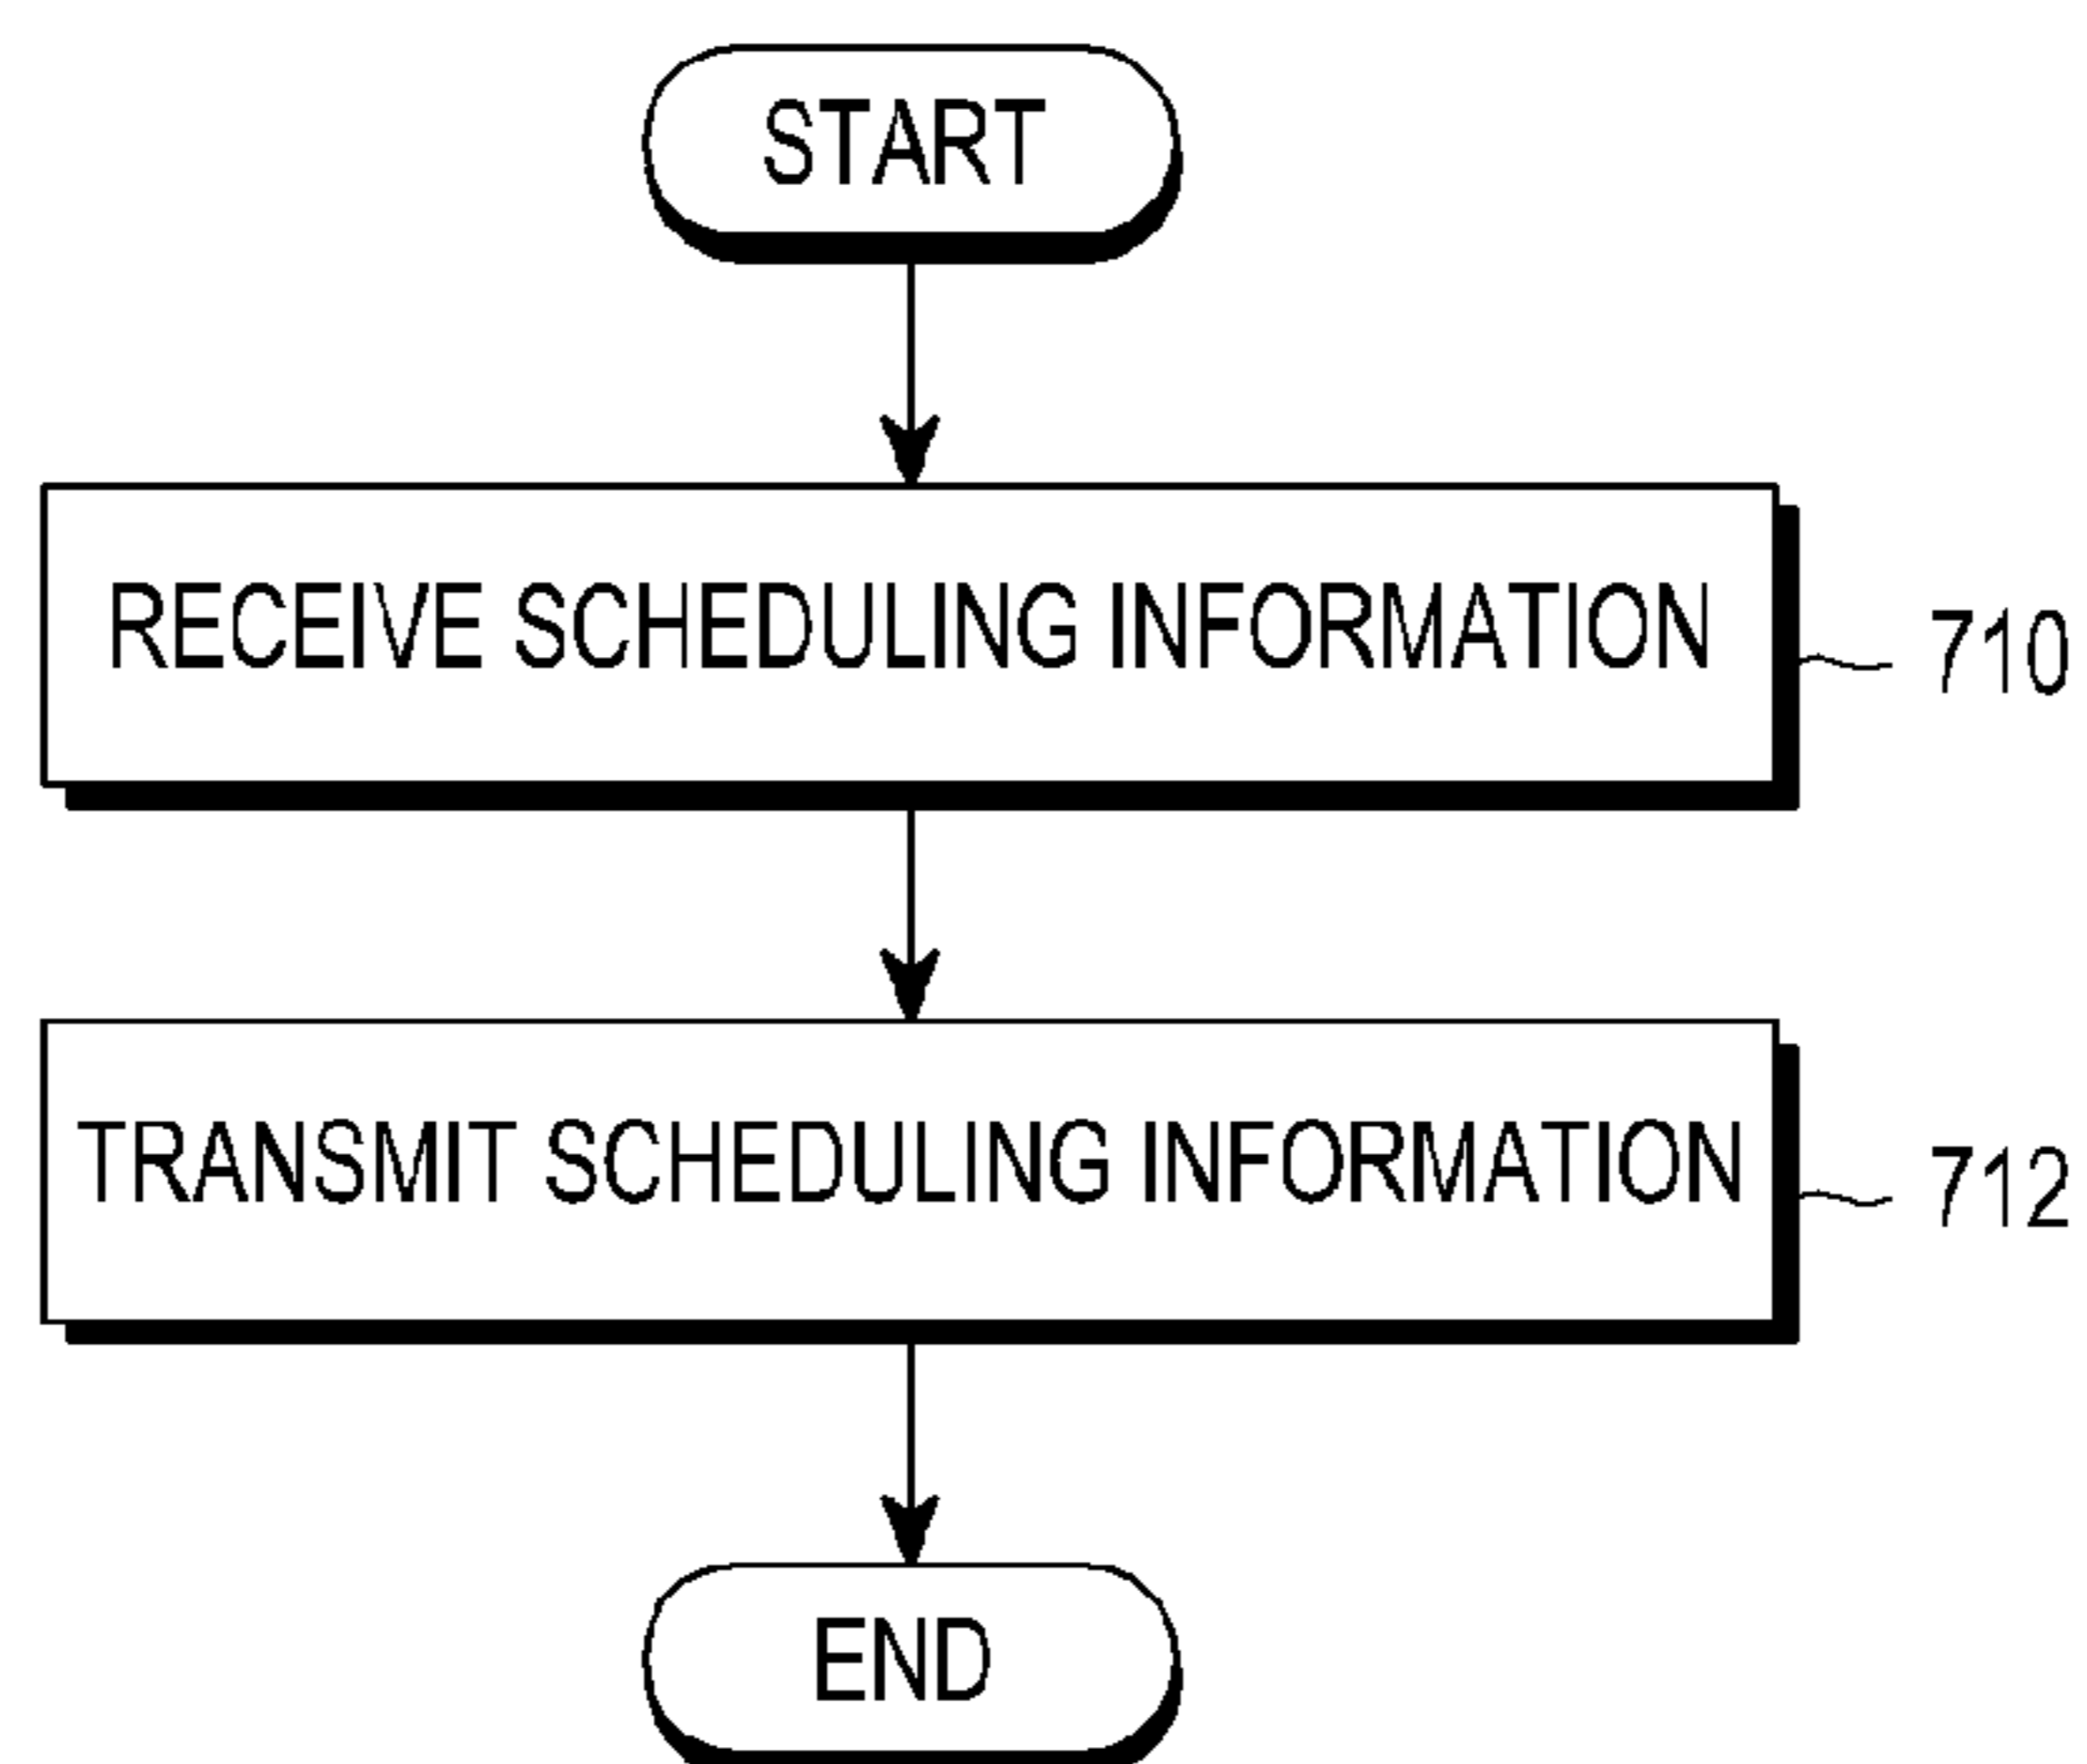 START
RECEIVE SCHEDULING INFORMATION
710
TRANSMIT SCHEDULING INFORMATION
712
END